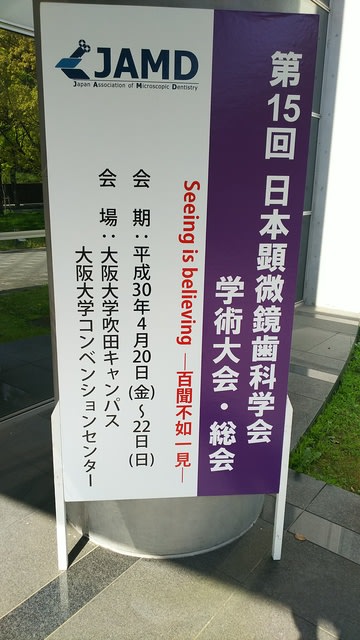 JAMD
Japan Association of Microscopic Dentistry
第15回 日本顕微鏡歯科学会
学術大会・総会
Seeing is believing ―百聞不如一見―
会　期：平成30年4月20日(金)～22日(日)
会　場：大阪大学吹田キャンパス
大阪大学コンベンションセンター